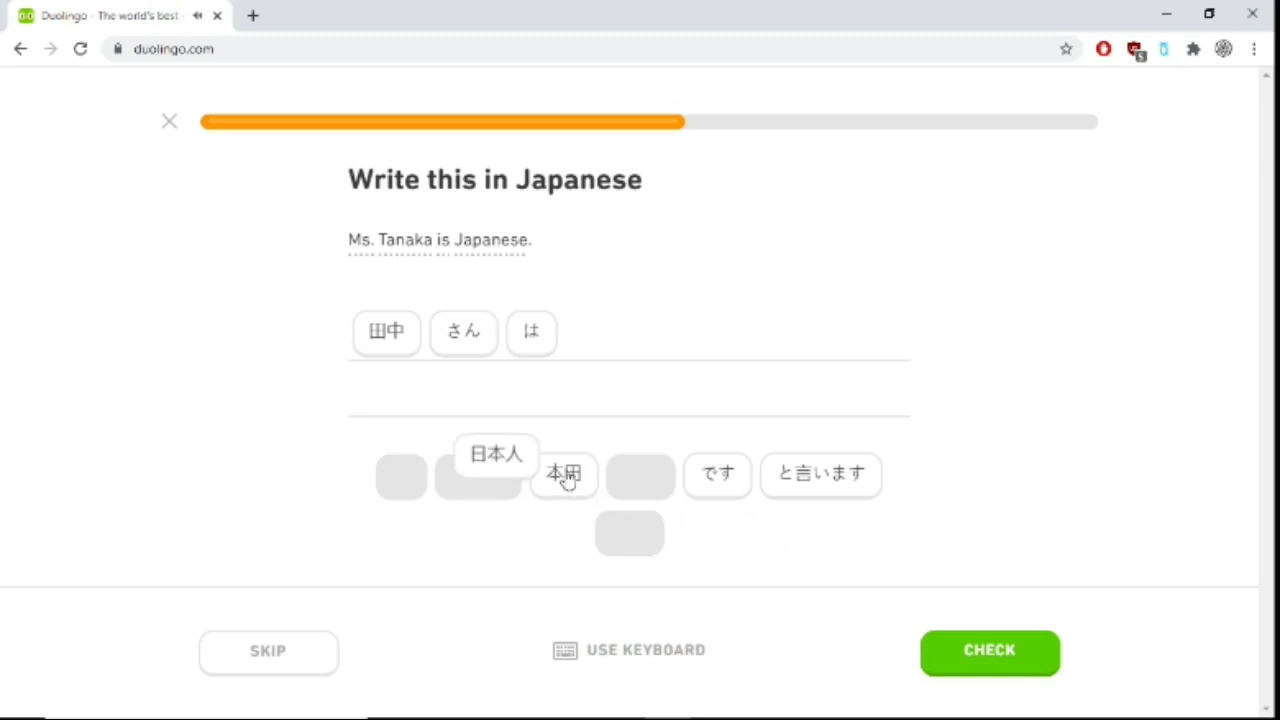 Duolingo - The world's best
duolingo.com
5
Write this in Japanese
Ms. Tanaka is Japanese.
田中 さん は
日本人
本田 です と言います
SKIP
USE KEYBOARD
CHECK